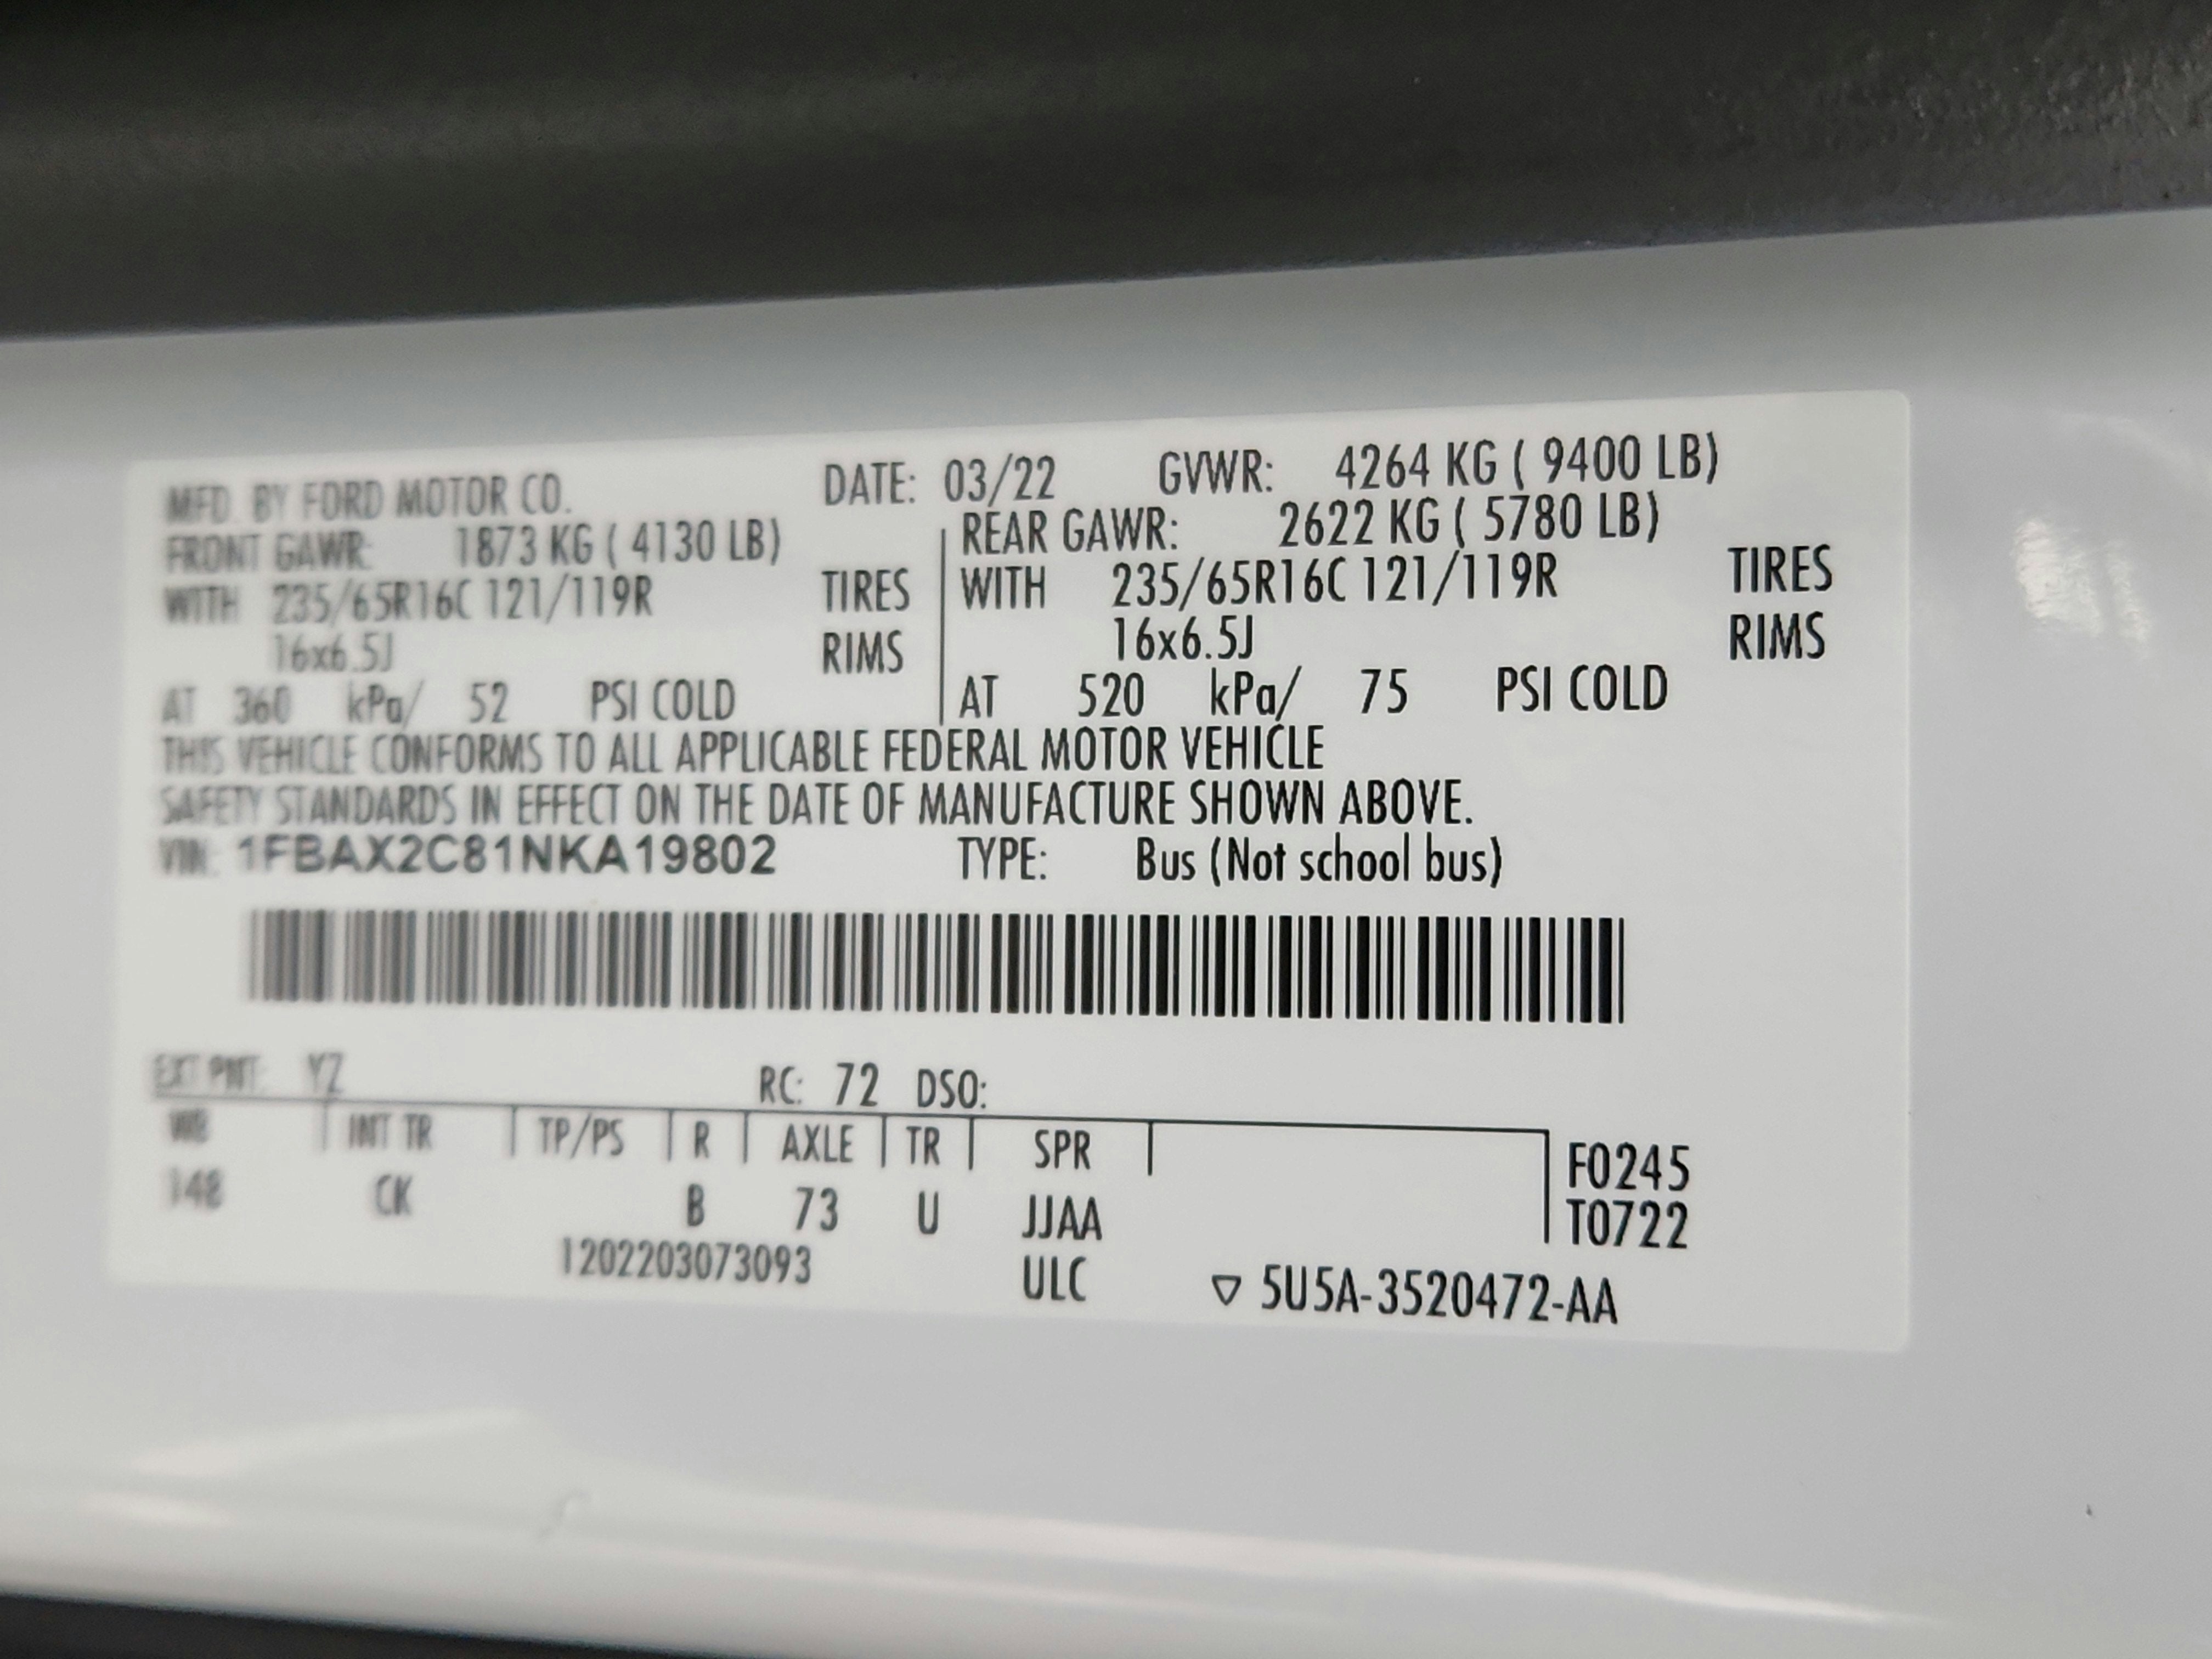 MFD. BY FORD MOTOR CO. DATE: 03/22 GVWR: 4264 KG ( 9400 LB)
FRONT GAWR: 1873 KG ( 4130 LB) REAR GAWR: 2622 KG ( 5780 LB)
WITH 235/65R16C 121/119R TIRES WITH 235/65R16C 121/119R TIRES
16x6.5J RIMS 16x6.5J RIMS
AT 360 kPa/ 52 PSI COLD AT 520 kPa/ 75 PSI COLD
THIS VEHICLE CONFORMS TO ALL APPLICABLE FEDERAL MOTOR VEHICLE
SAFETY STANDARDS IN EFFECT ON THE DATE OF MANUFACTURE SHOWN ABOVE.
VIN: 1FBAX2C81NKA19802 TYPE: Bus (Not school bus)
EXT PNT: YZ RC: 72 DSO:
WB INT TR TP/PS R AXLE TR SPR F0245
148 CK B 73 U JJAA T0722
1202203073093 ULC ▽ 5U5A-3520472-AA